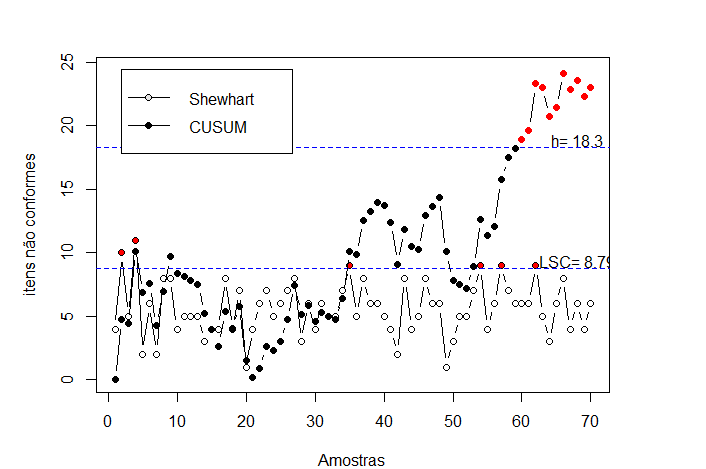 25
20
15
10
5
0
itens não conformes
Shewhart
CUSUM
h= 18.3
LSC= 8.79
0 10 20 30 40 50 60 70
Amostras